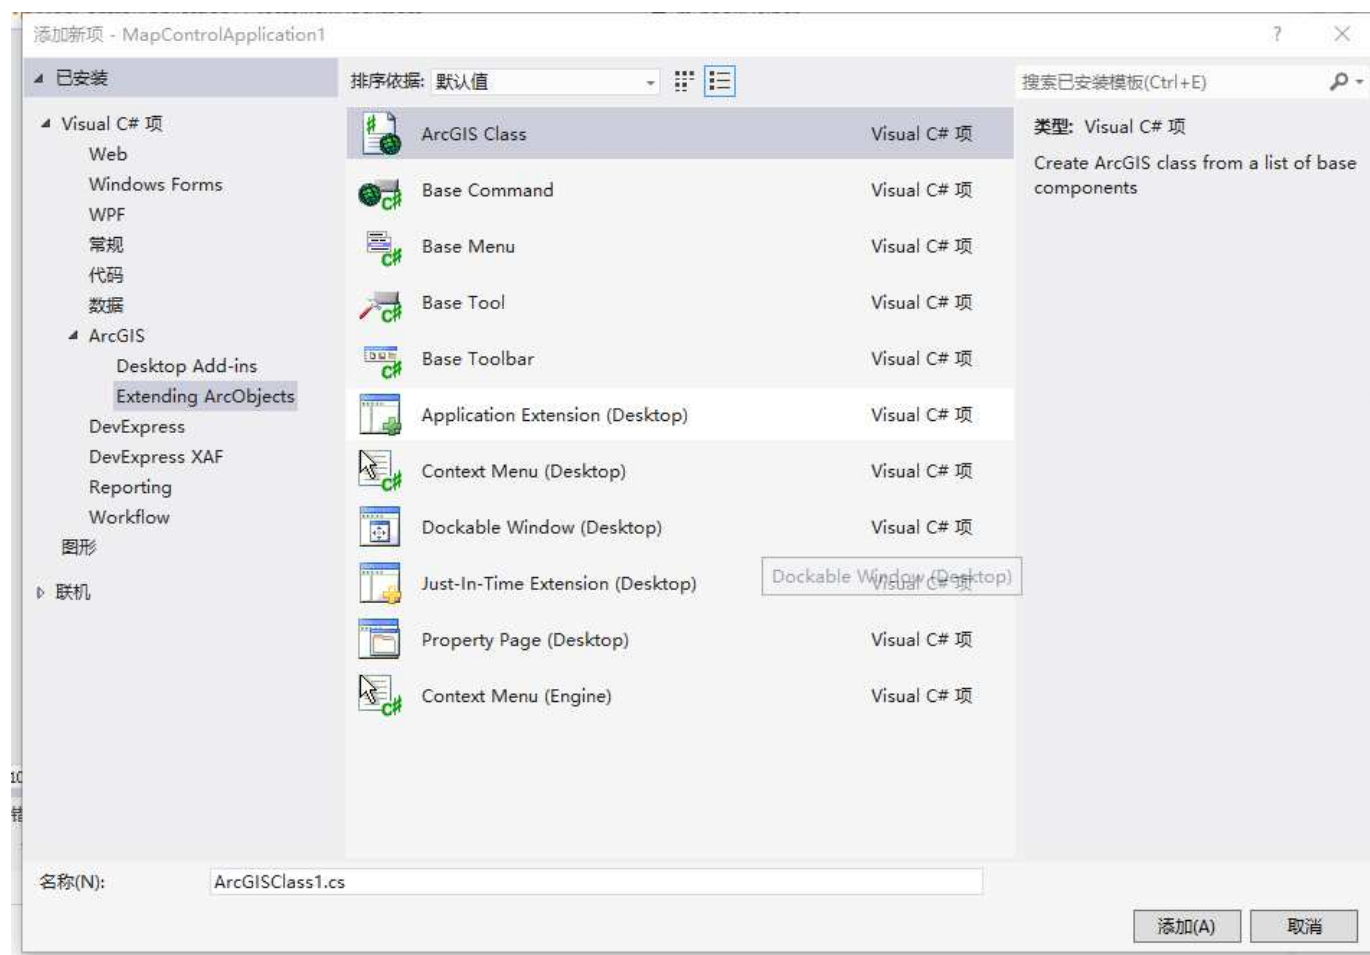 添加新项 - MapControlApplication1
?
已安装
排序依据: 默认值
搜索已安装模板(Ctrl+E)
Visual C# 项
Web
Windows Forms
WPF
常规
代码
数据
ArcGIS
Desktop Add-ins
Extending ArcObjects
DevExpress
DevExpress XAF
Reporting
Workflow
图形
联机
ArcGIS Class Visual C# 项
Base Command Visual C# 项
Base Menu Visual C# 项
Base Tool Visual C# 项
Base Toolbar Visual C# 项
Application Extension (Desktop) Visual C# 项
Context Menu (Desktop) Visual C# 项
Dockable Window (Desktop) Visual C# 项
Just-In-Time Extension (Desktop) Visual C# 项
Dockable Window (Desktop)
Property Page (Desktop) Visual C# 项
Context Menu (Engine) Visual C# 项
类型: Visual C# 项
Create ArcGIS class from a list of base
components
名称(N): ArcGISClass1.cs
添加(A) 取消